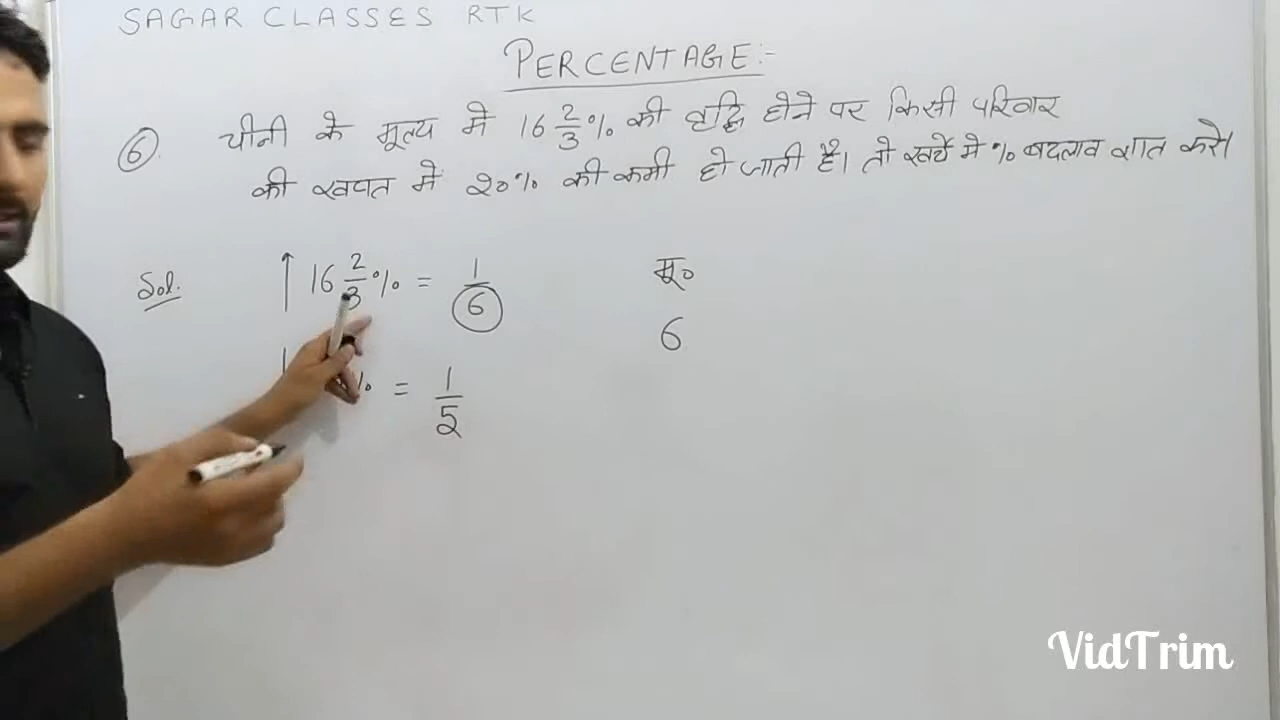 SAGAR CLASSES RTK
PERCENTAGE:-
6. चीनी के मूल्य में 16 2/3 % की वृद्धि होने पर किसी परिवार
की खपत में 20% की कमी हो जाती है। तो खर्चे में % बदलाव ज्ञात करो।
Sol. ↑ 16 2/3 % = 1/6 मू०
6
% = 1/5
VidTrim